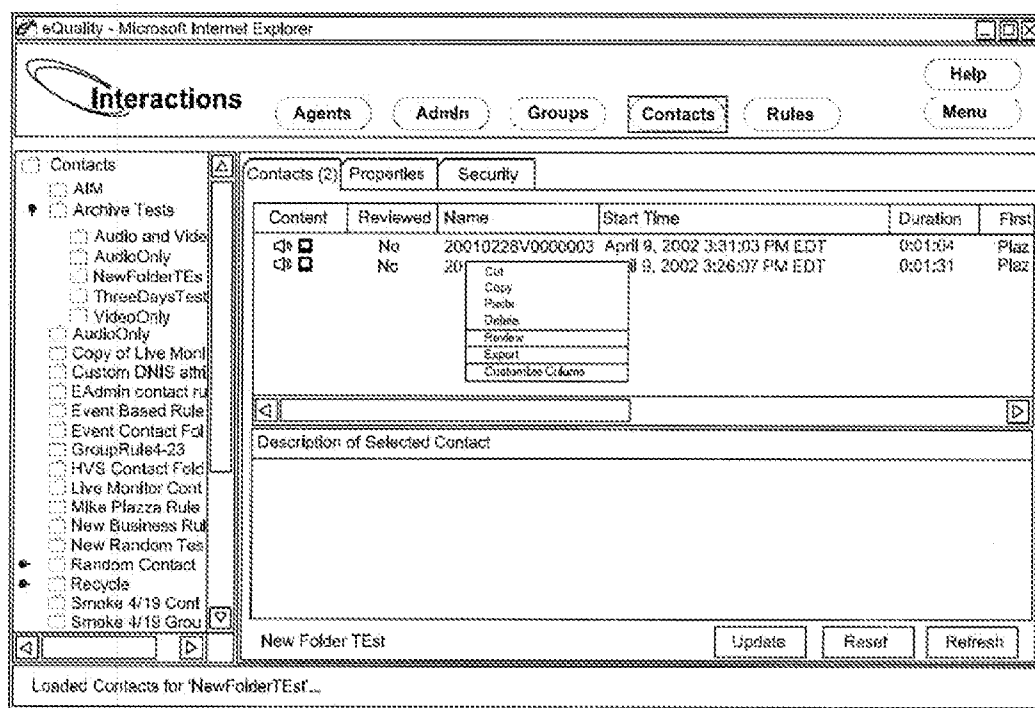 eQuality - Microsoft Internet Explorer
Interactions
Agents Admin Groups Contacts Rules
Help
Menu
Contacts
AIM
Archive Tests
Audio and Vide
AudioOnly
NewFolderTEs
ThreeDaysTest
VideoOnly
AudioOnly
Copy of Live Moni
Custom DNIS
EAdmin contact ru
Event Based Rule
Event Contact Fol
GroupRule4-23
HVS Contact Fold
Live Monitor Cont
Mike Piazza Rule
New Business Rul
New Random Tes
Random Contact
Recycle
Smoke 4/19 Cont
Smoke 4/19 Grou
Contacts (2) Properties Security
Content Reviewed Name Start Time Duration First
No 20010228V0000003 April 9, 2002 3:31:03 PM EDT 0:01:04 Piaz
No 20 il 9, 2002 3:26:07 PM EDT 0:01:31 Piaz
Cut
Copy
Paste
Delete
Review
Export
Customize Column
Description of Selected Contact
New Folder TEst Update Reset Refresh
Loaded Contacts for 'NewFolderTEst'...